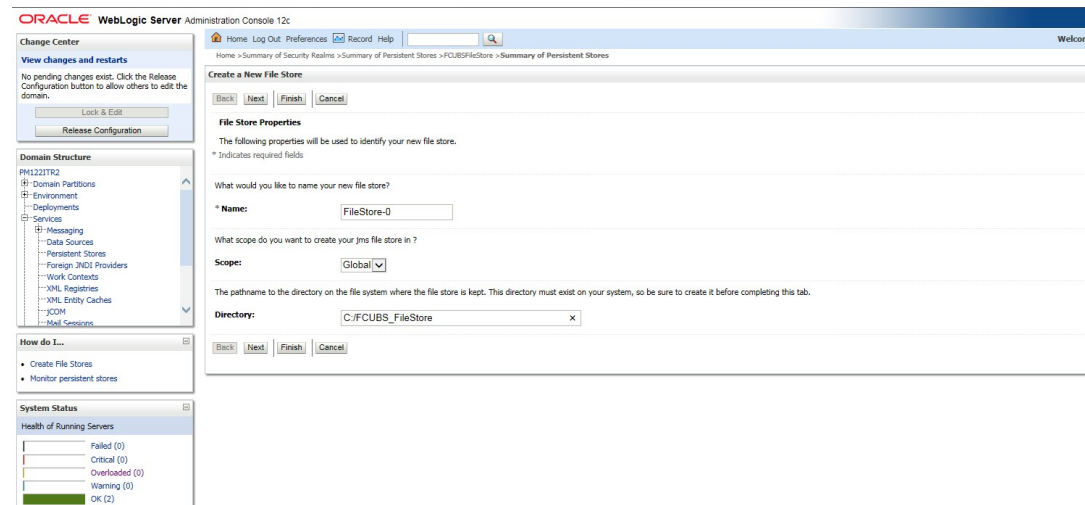 ORACLE WebLogic Server Administration Console 12c
Change Center
View changes and restarts
No pending changes exist. Click the Release
Configuration button to allow others to edit the
domain.
Lock & Edit
Release Configuration
Domain Structure
PM122ITR2
Domain Partitions
Environment
Deployments
Services
Messaging
Data Sources
Persistent Stores
Foreign JNDI Providers
Work Contexts
XML Registries
XML Entity Caches
jCOM
Mail Sessions
How do I...
Create File Stores
Monitor persistent stores
System Status
Health of Running Servers
Failed (0)
Critical (0)
Overloaded (0)
Warning (0)
OK (2)
Home Log Out Preferences Record Help
Welcon
Home >Summary of Security Realms >Summary of Persistent Stores >FCUBSFileStore >Summary of Persistent Stores
Create a New File Store
Back Next Finish Cancel
File Store Properties
The following properties will be used to identify your new file store.
* Indicates required fields
What would you like to name your new file store?
* Name: FileStore-0
What scope do you want to create your jms file store in ?
Scope: Global
The pathname to the directory on the file system where the file store is kept. This directory must exist on your system, so be sure to create it before completing this tab.
Directory: C:/FCUBS_FileStore ×
Back Next Finish Cancel